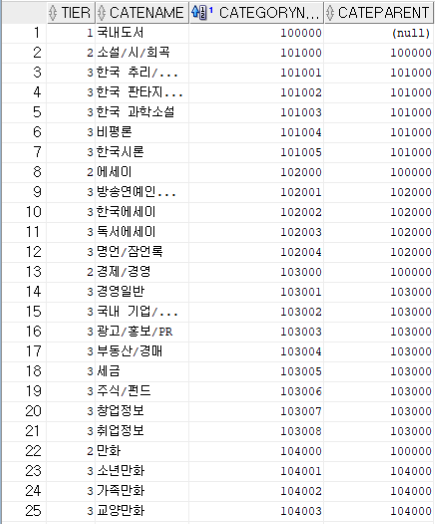 TIER CATENAME CATEGORYN... CATEPARENT
1 1 국내도서 100000 (null)
2 2 소설/시/희곡 101000 100000
3 3 한국 추리/... 101001 101000
4 3 한국 판타지... 101002 101000
5 3 한국 과학소설 101003 101000
6 3 비평론 101004 101000
7 3 한국시론 101005 101000
8 2 에세이 102000 100000
9 3 방송연예인... 102001 102000
10 3 한국에세이 102002 102000
11 3 독서에세이 102003 102000
12 3 명언/잠언록 102004 102000
13 2 경제/경영 103000 100000
14 3 경영일반 103001 103000
15 3 국내 기업/... 103002 103000
16 3 광고/홍보/PR 103003 103000
17 3 부동산/경매 103004 103000
18 3 세금 103005 103000
19 3 주식/펀드 103006 103000
20 3 창업정보 103007 103000
21 3 취업정보 103008 103000
22 2 만화 104000 100000
23 3 소년만화 104001 104000
24 3 가족만화 104002 104000
25 3 교양만화 104003 104000